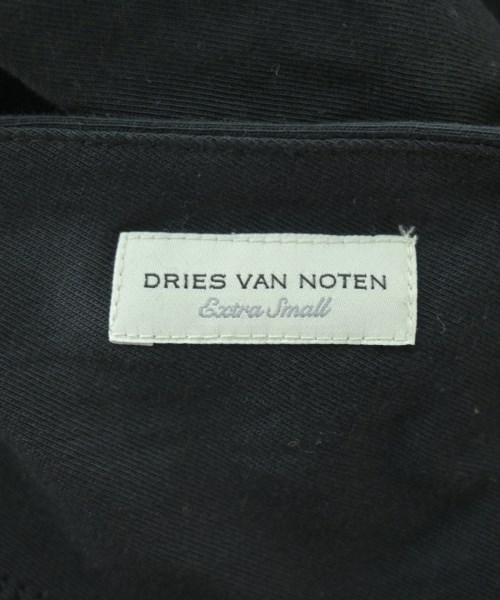 DRIES VAN NOTEN
Extra Small